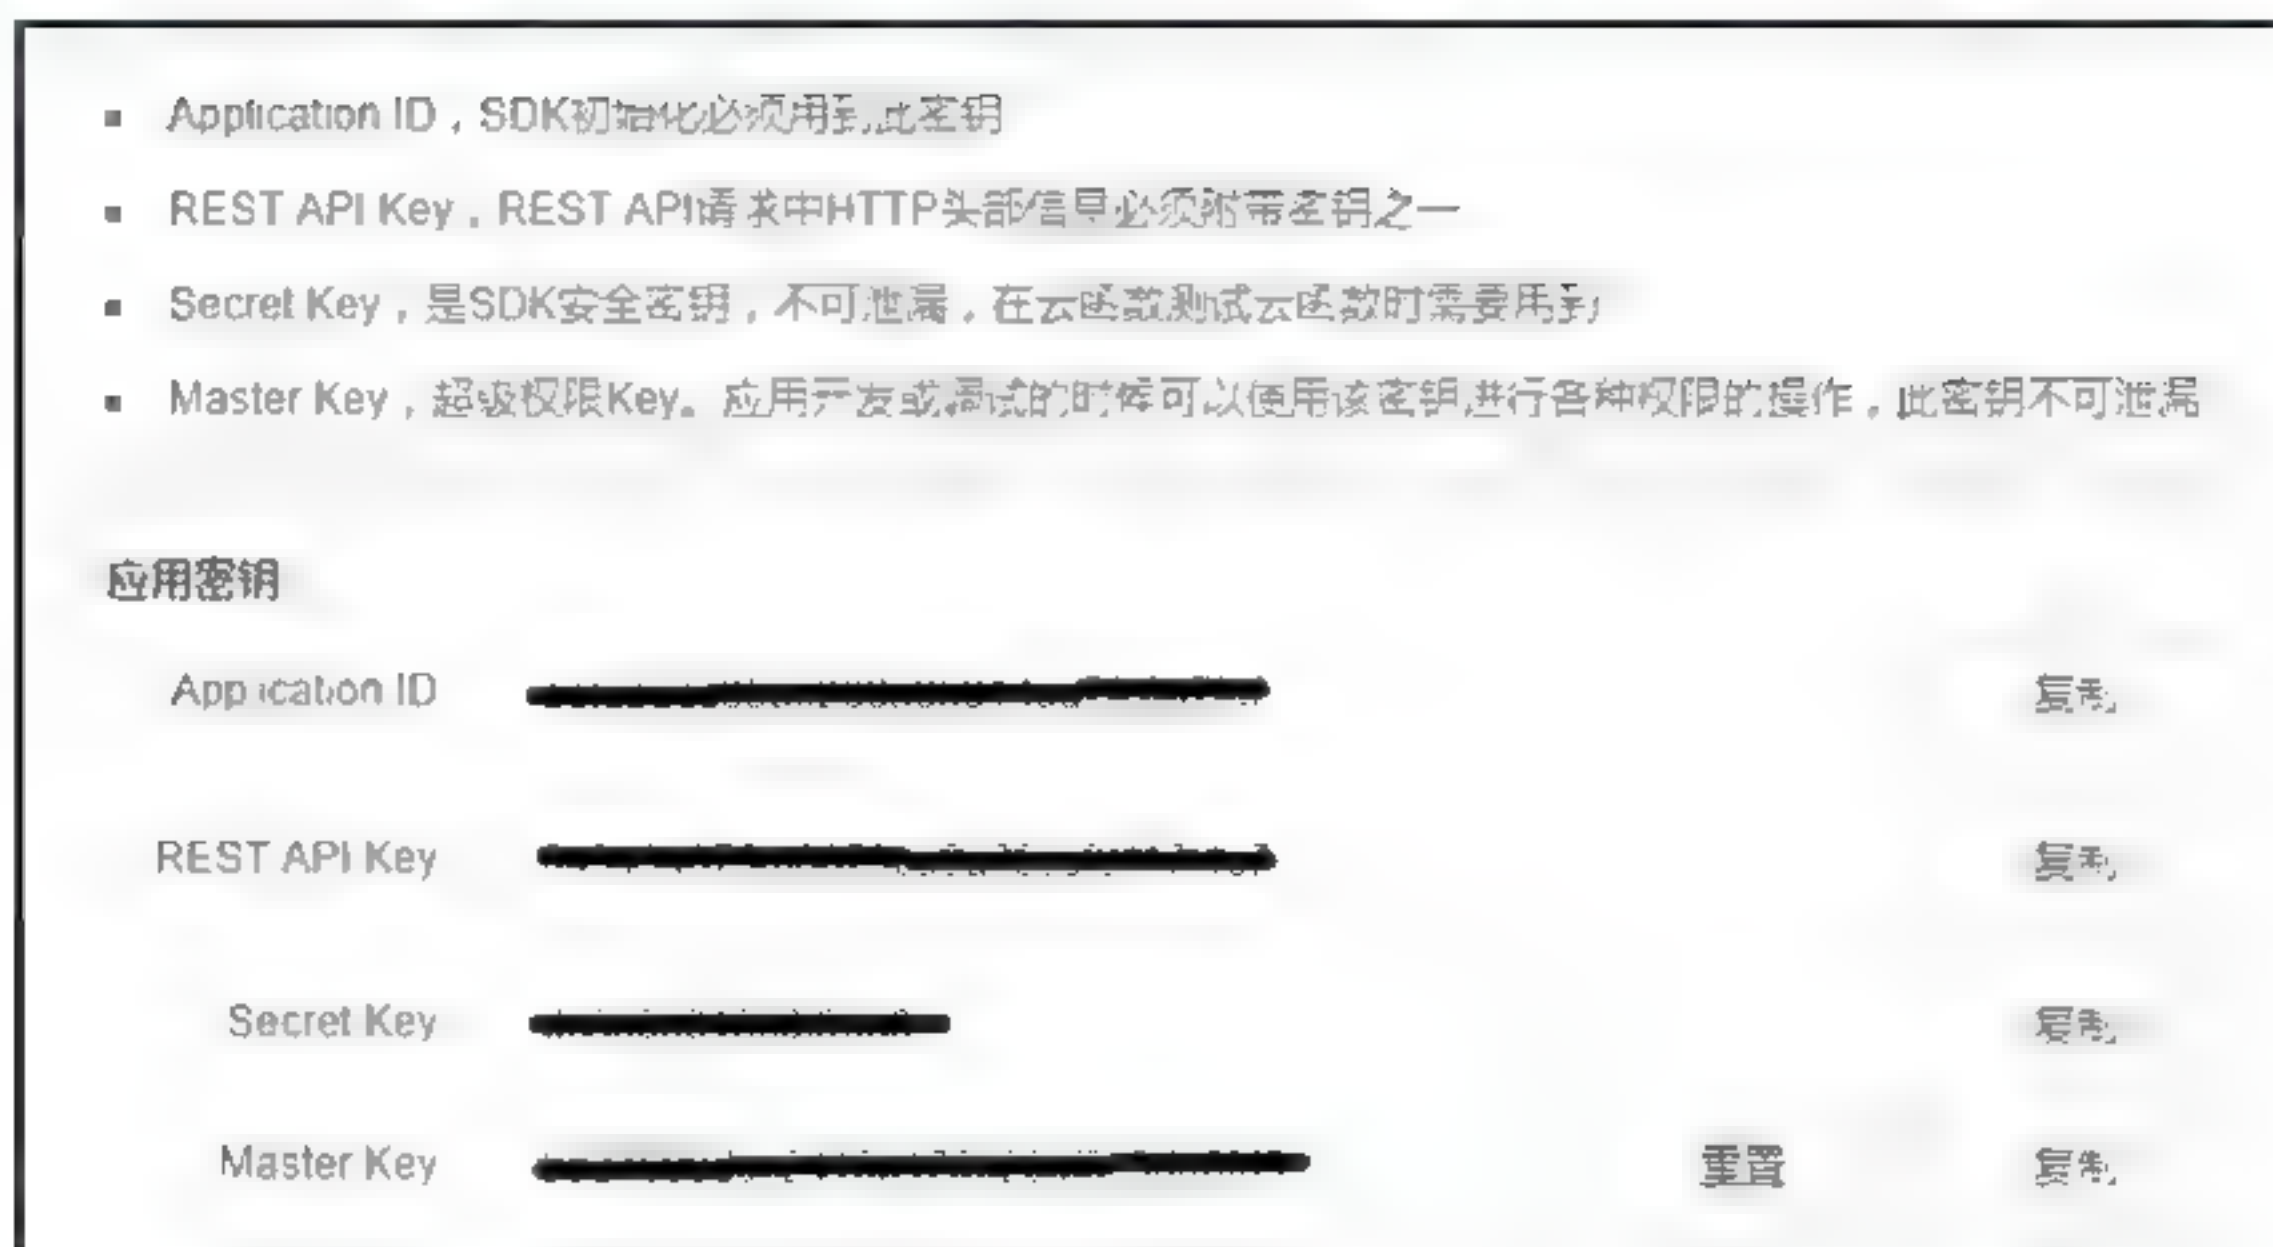 Application ID，SDK初始化必须用到此密钥
REST API Key，REST API请求中HTTP头部信息必须附带密钥之一
Secret Key，是SDK安全密钥，不可泄漏，在云函数测试云函数时需要用到
Master Key，超级权限Key。应用开发或调试的时候可以使用该密钥进行各种权限的操作，此密钥不可泄漏
应用密钥
Application ID 复制
REST API Key 复制
Secret Key 复制
Master Key 重置 复制